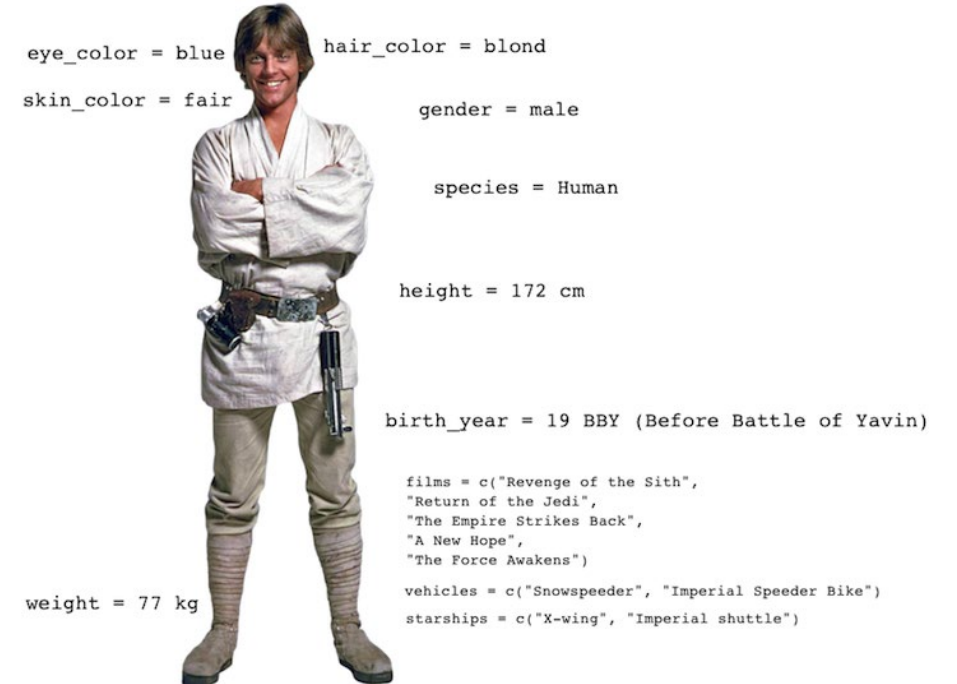 eye_color = blue
hair_color = blond
skin_color = fair
gender = male
species = Human
height = 172 cm
birth_year = 19 BBY (Before Battle of Yavin)
films = c("Revenge of the Sith",
"Return of the Jedi",
"The Empire Strikes Back",
"A New Hope",
"The Force Awakens")
vehicles = c("Snowspeeder", "Imperial Speeder Bike")
weight = 77 kg
starships = c("X-wing", "Imperial shuttle")